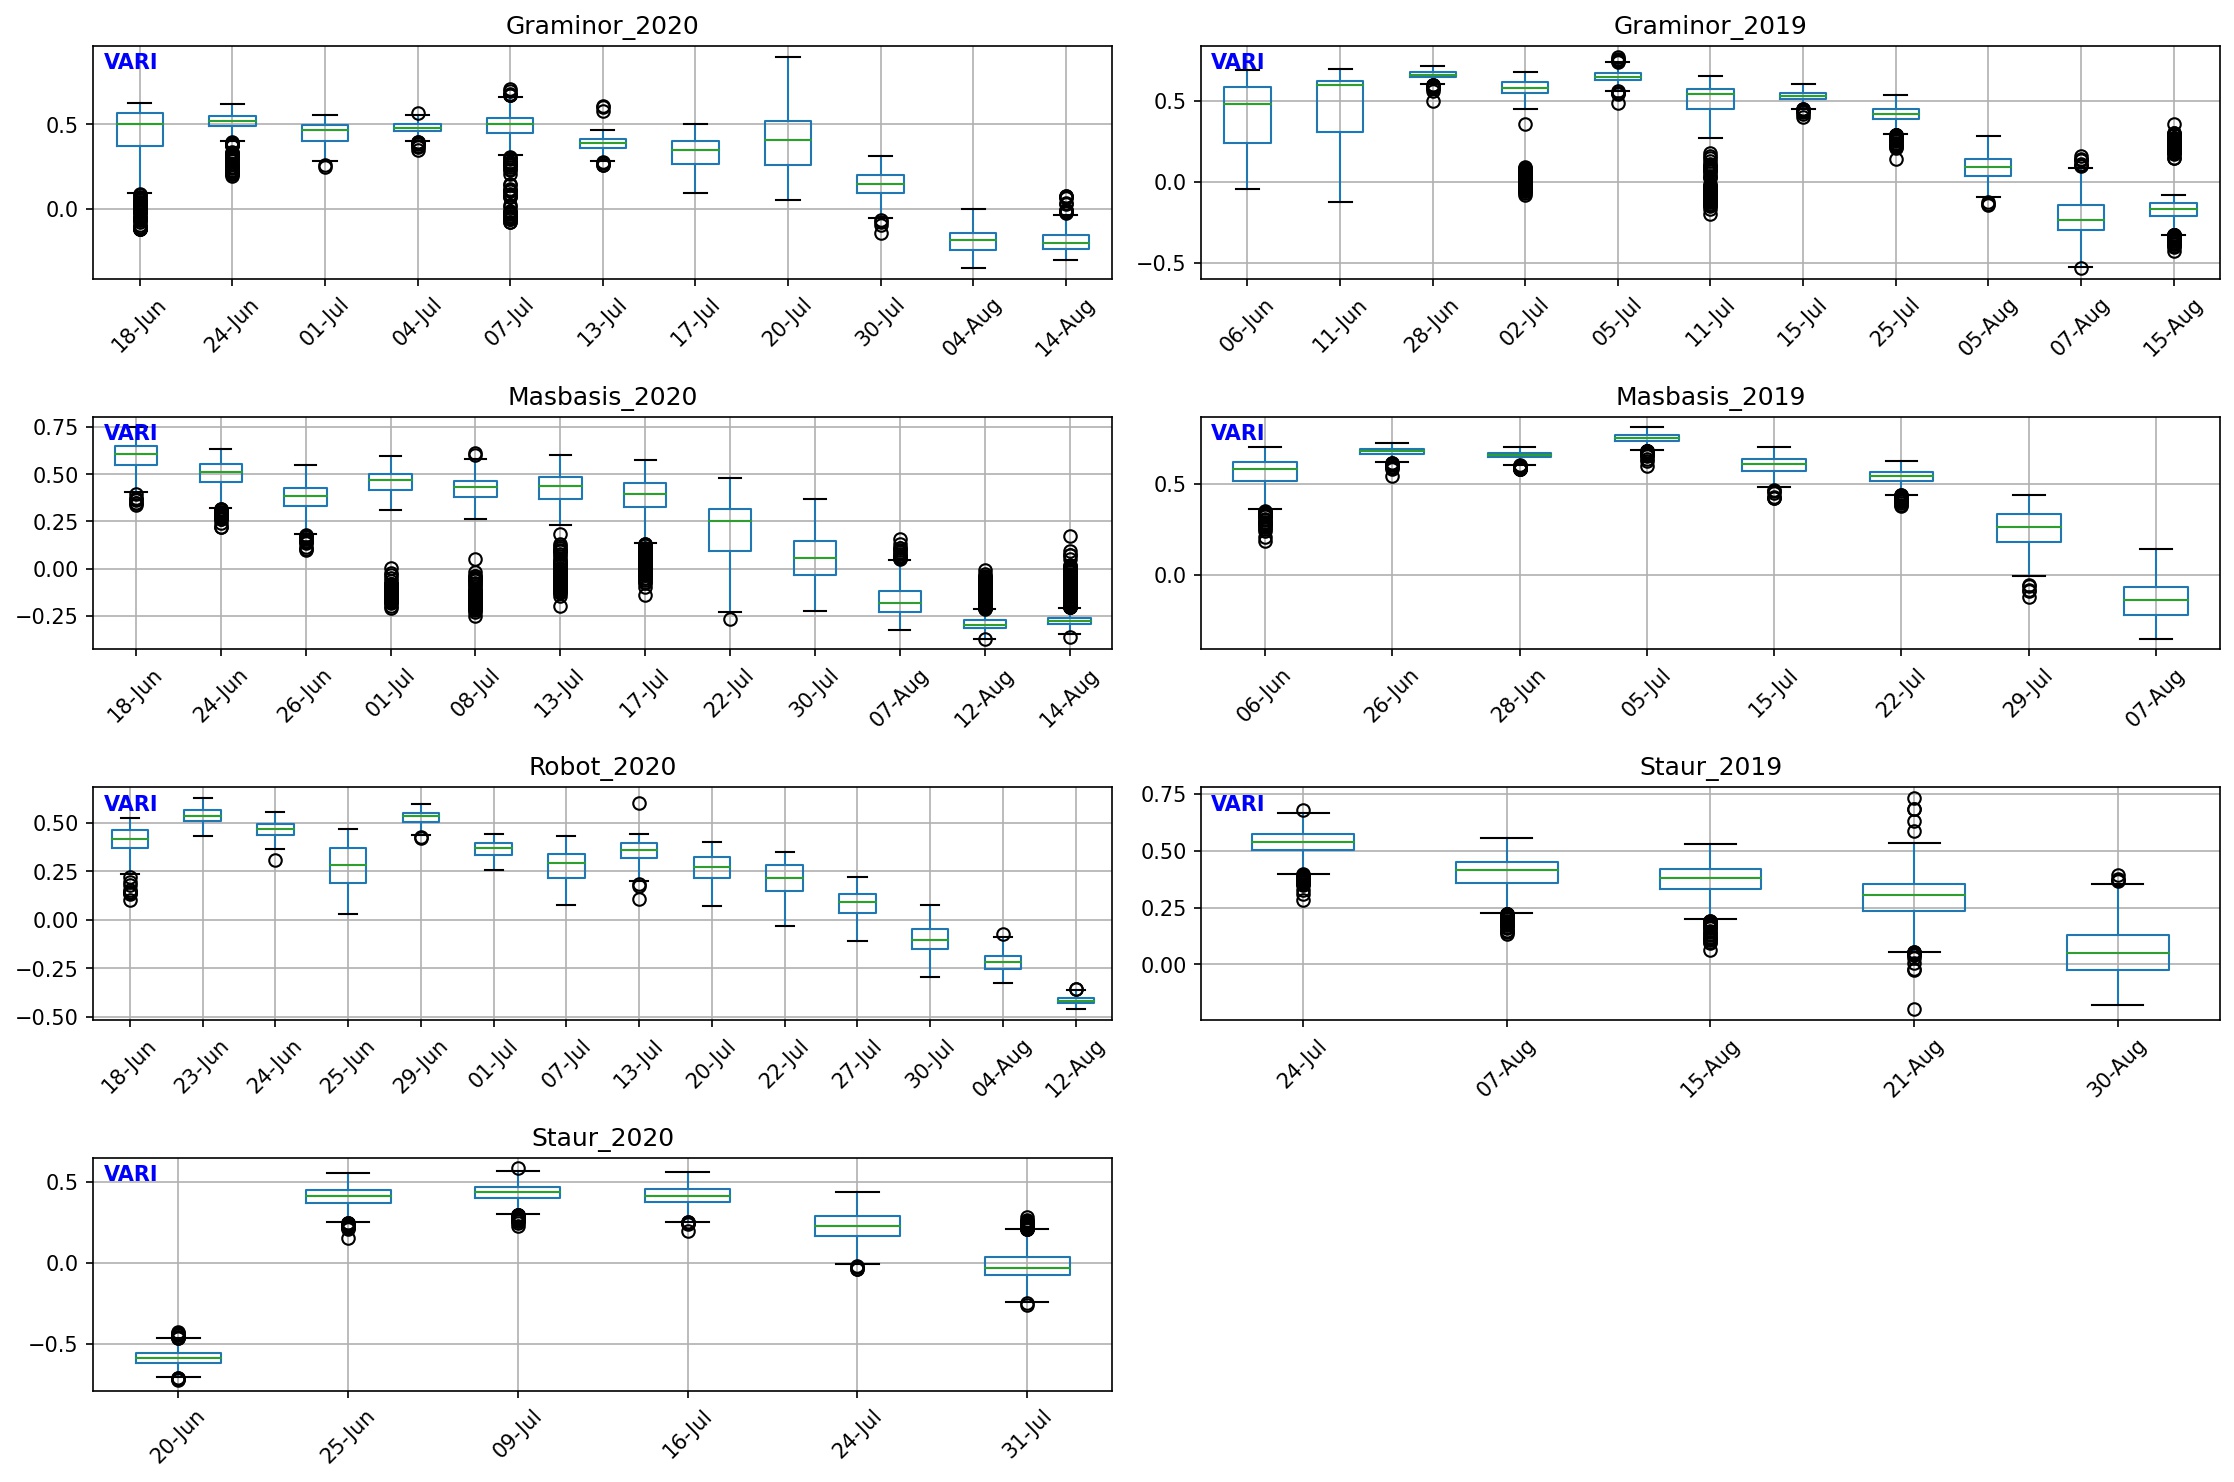 Graminor_2020
VARI
0.5
0.0
18-Jun 24-Jun 01-Jul 04-Jul 07-Jul 13-Jul 17-Jul 20-Jul 30-Jul 04-Aug 14-Aug
Graminor_2019
VARI
0.5
0.0
−0.5
06-Jun 11-Jun 28-Jun 02-Jul 05-Jul 11-Jul 15-Jul 25-Jul 05-Aug 07-Aug 15-Aug
Masbasis_2020
VARI
0.75
0.50
0.25
0.00
−0.25
18-Jun 24-Jun 26-Jun 01-Jul 08-Jul 13-Jul 17-Jul 22-Jul 30-Jul 07-Aug 12-Aug 14-Aug
Masbasis_2019
VARI
0.5
0.0
06-Jun 26-Jun 28-Jun 05-Jul 15-Jul 22-Jul 29-Jul 07-Aug
Robot_2020
VARI
0.50
0.25
0.00
−0.25
−0.50
18-Jun 23-Jun 24-Jun 25-Jun 29-Jun 01-Jul 07-Jul 13-Jul 20-Jul 22-Jul 27-Jul 30-Jul 04-Aug 12-Aug
Staur_2019
VARI
0.75
0.50
0.25
0.00
24-Jul 07-Aug 15-Aug 21-Aug 30-Aug
Staur_2020
VARI
0.5
0.0
−0.5
20-Jun 25-Jun 09-Jul 16-Jul 24-Jul 31-Jul